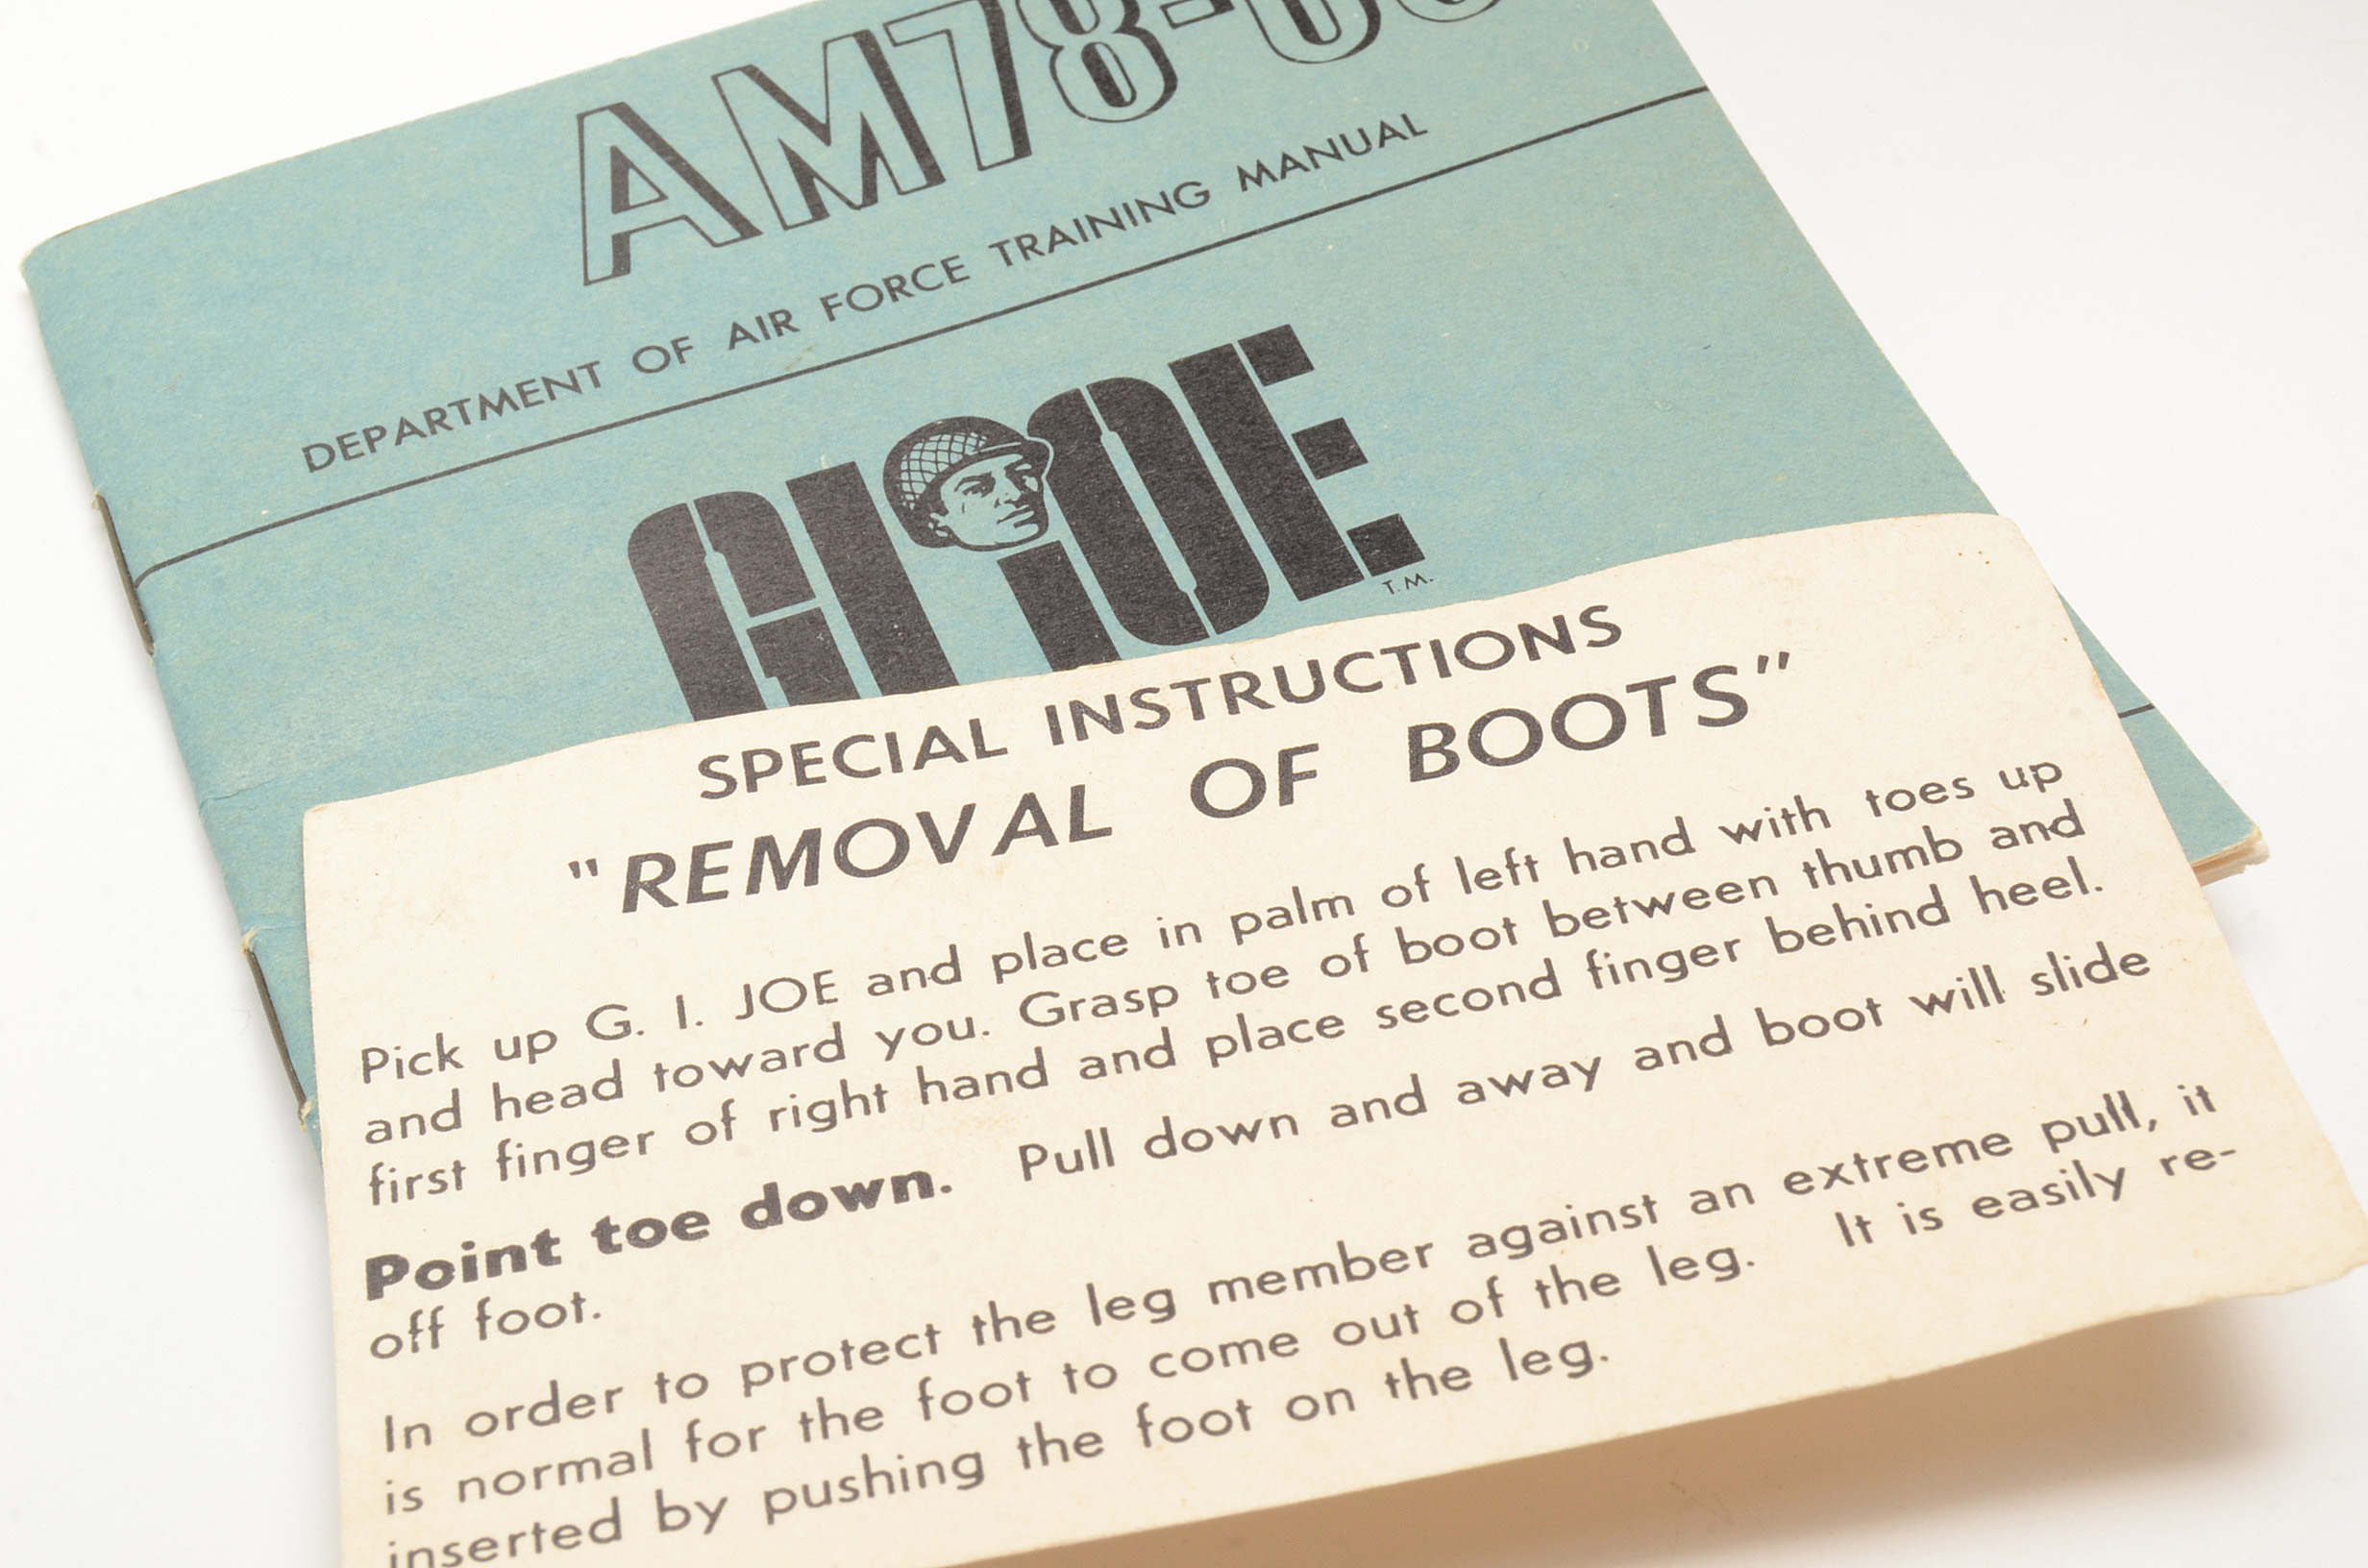 AM78-
DEPARTMENT OF AIR FORCE TRAINING MANUAL
GI JOE
T.M.
SPECIAL INSTRUCTIONS
"REMOVAL OF BOOTS"
Pick up G. I. JOE and place in palm of left hand with toes up
and head toward you. Grasp toe of boot between thumb and
first finger of right hand and place second finger behind heel.
Point toe down. Pull down and away and boot will slide
off foot.
In order to protect the leg member against an extreme pull, it
is normal for the foot to come out of the leg. It is easily re-
inserted by pushing the foot on the leg.